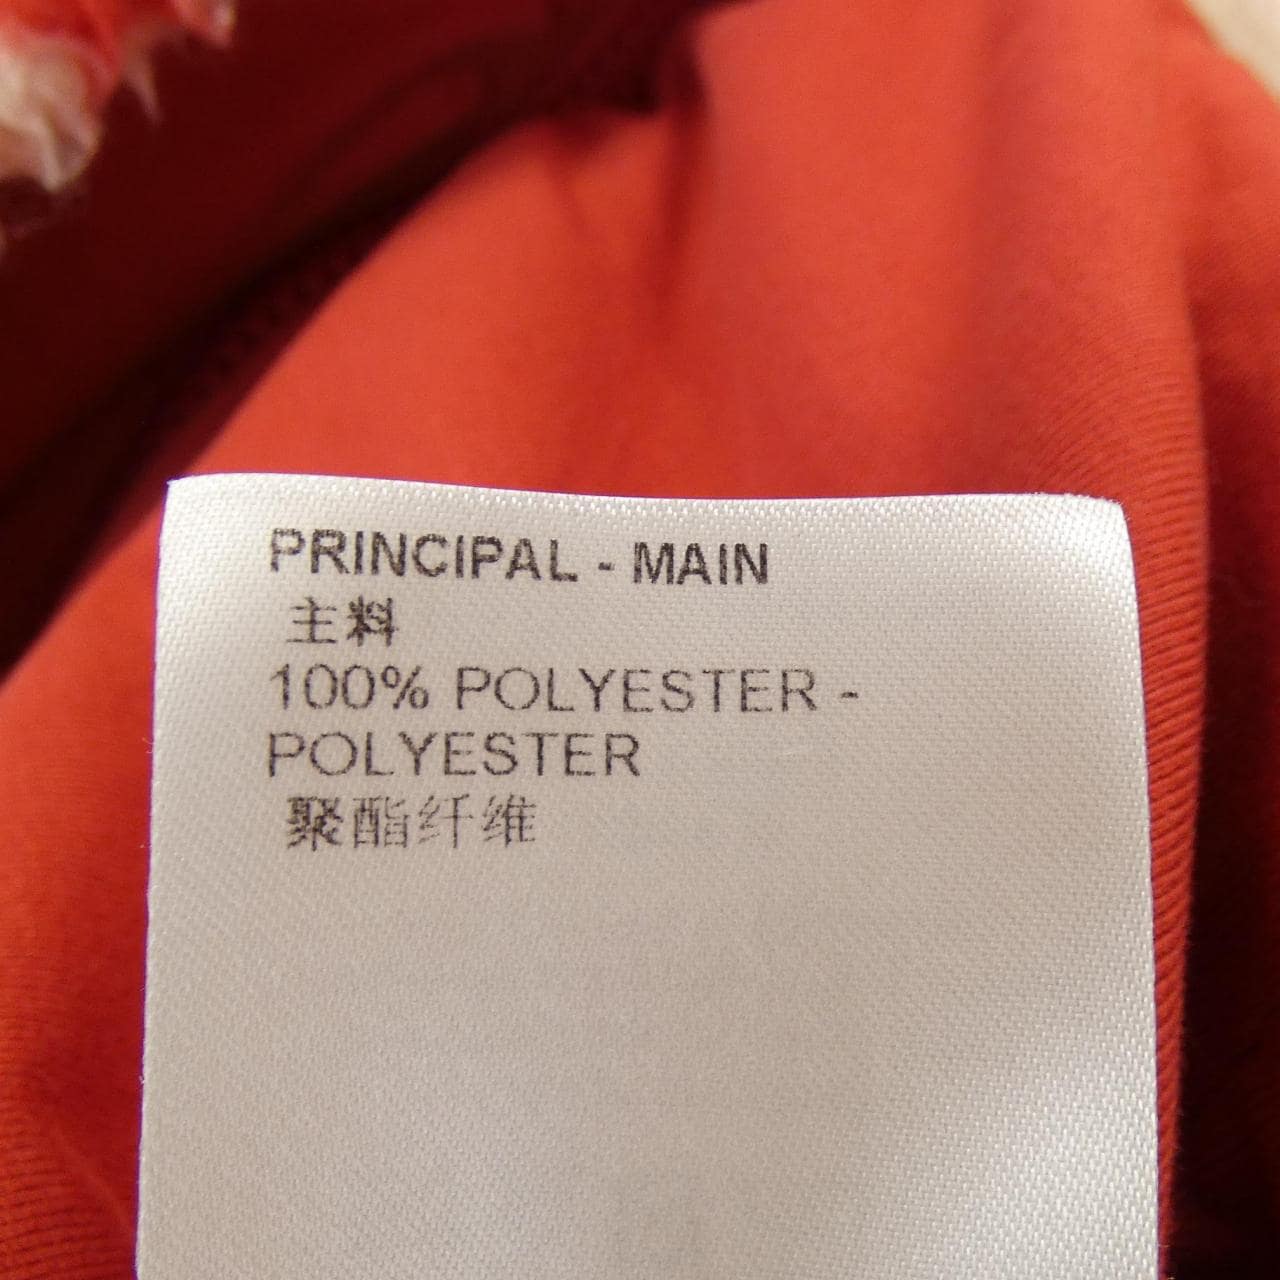 PRINCIPAL - MAIN
主料
100% POLYESTER -
POLYESTER
聚酯纤维